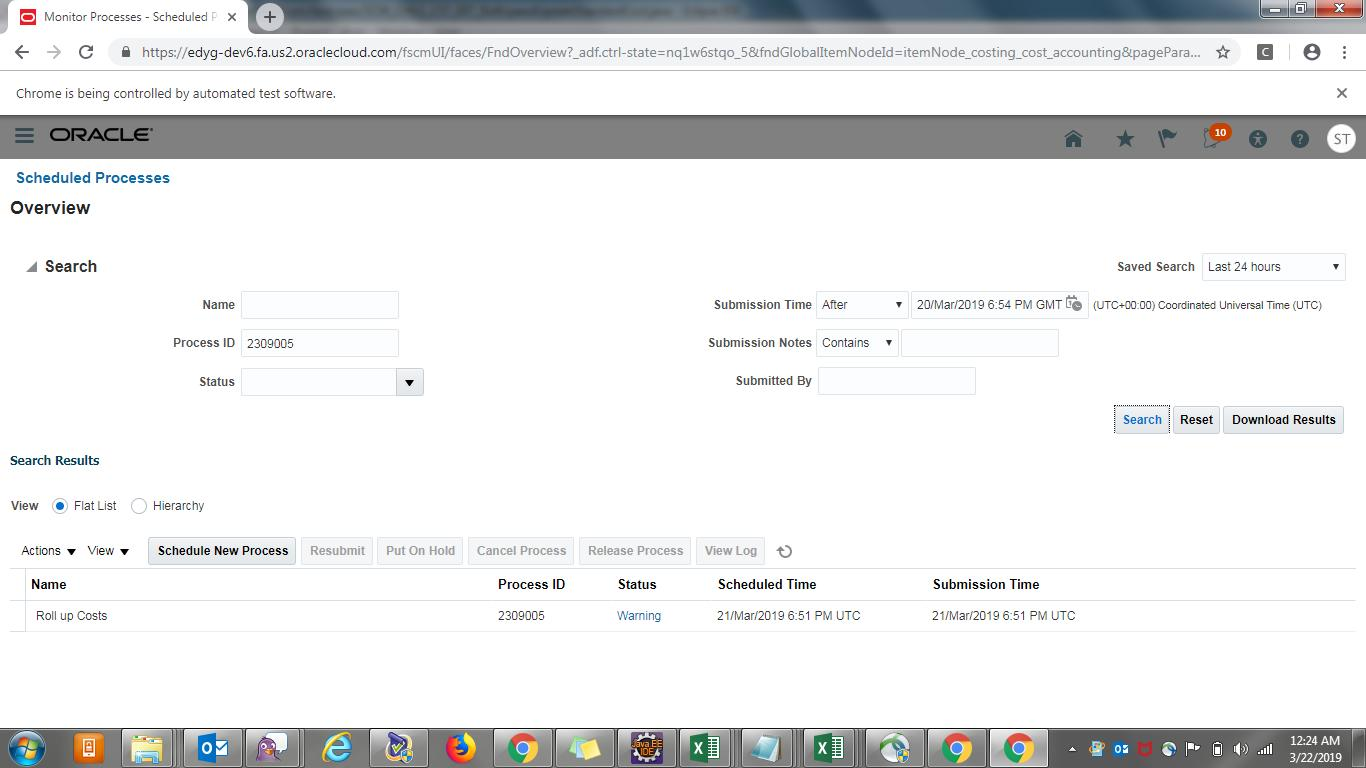 Monitor Processes - Scheduled P
https://edyg-dev6.fa.us2.oraclecloud.com/fscmUI/faces/FndOverview?_adf.ctrl-state=nq1w6stqo_5&fndGlobalItemNodeId=itemNode_costing_cost_accounting&pagePara...
Chrome is being controlled by automated test software.
ORACLE
10
ST
Scheduled Processes
Overview
Search
Saved Search Last 24 hours
Name
Submission Time After 20/Mar/2019 6:54 PM GMT (UTC+00:00) Coordinated Universal Time (UTC)
Process ID 2309005
Submission Notes Contains
Status
Submitted By
Search Reset Download Results
Search Results
View Flat List Hierarchy
Actions View Schedule New Process Resubmit Put On Hold Cancel Process Release Process View Log
Name Process ID Status Scheduled Time Submission Time
Roll up Costs 2309005 Warning 21/Mar/2019 6:51 PM UTC 21/Mar/2019 6:51 PM UTC
Java EE
IDE
12:24 AM
3/22/2019